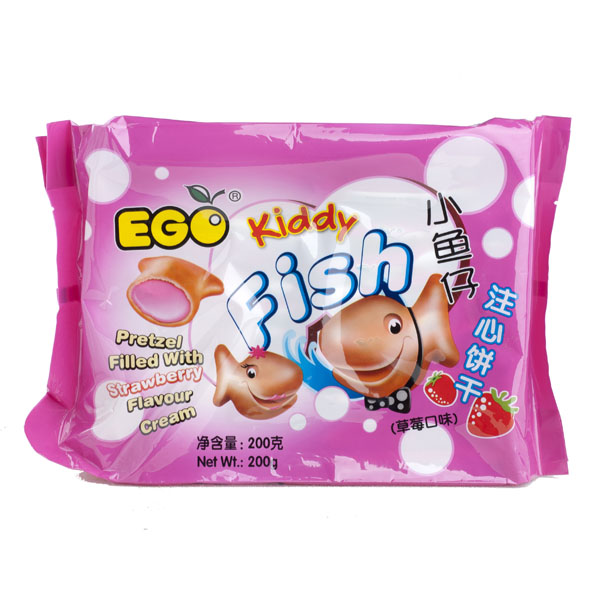 EGO®
Kiddy
Fish
小鱼仔
注心饼干
Pretzel
Filled With
Strawberry
Flavour
Cream
(草莓口味)
净含量: 200克
Net Wt.: 200g